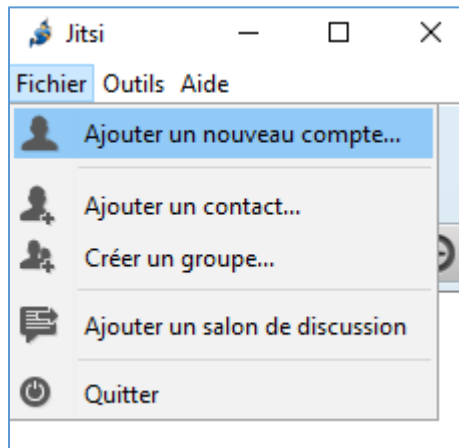 Jitsi
Fichier Outils Aide
Ajouter un nouveau compte...
Ajouter un contact...
Créer un groupe...
Ajouter un salon de discussion
Quitter